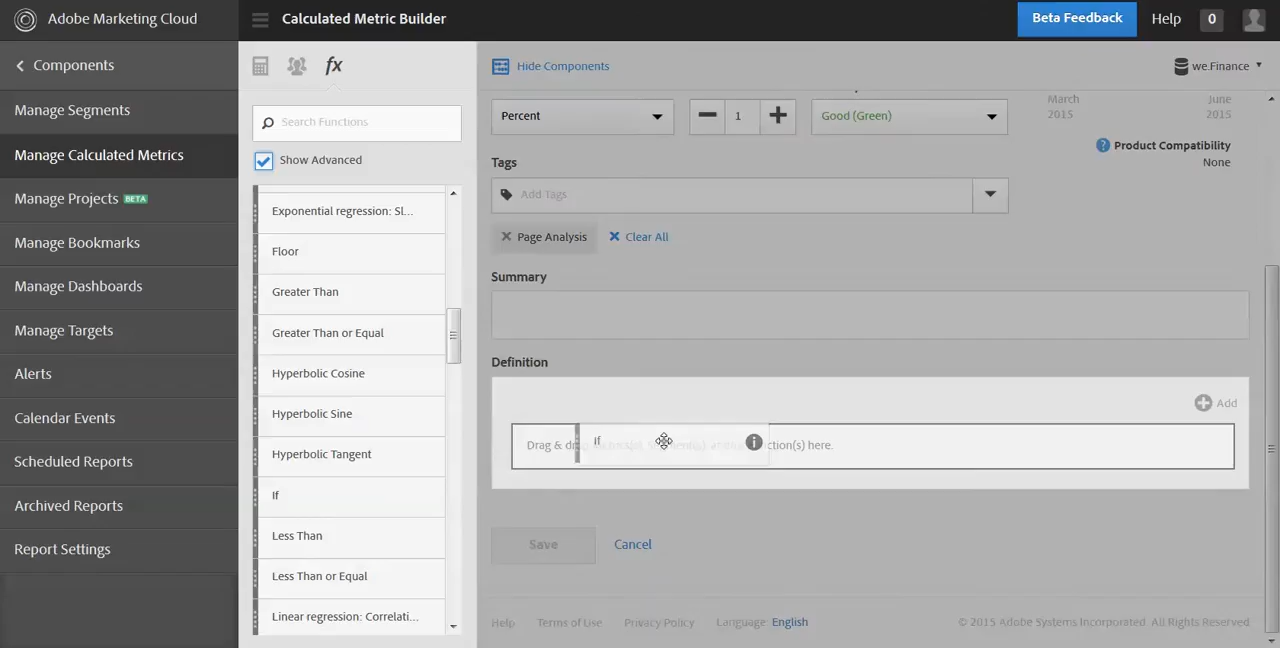 Adobe Marketing Cloud
Calculated Metric Builder
Beta Feedback
Help
0
Components
Manage Segments
Manage Calculated Metrics
Manage Projects BETA
Manage Bookmarks
Manage Dashboards
Manage Targets
Alerts
Calendar Events
Scheduled Reports
Archived Reports
Report Settings
fx
Search Functions
Show Advanced
Exponential regression: Sl...
Floor
Greater Than
Greater Than or Equal
Hyperbolic Cosine
Hyperbolic Sine
Hyperbolic Tangent
If
Less Than
Less Than or Equal
Linear regression: Correlati...
Hide Components
we.Finance
Percent
1
Good (Green)
March
2015
June
2015
Product Compatibility
None
Tags
Add Tags
Page Analysis
Clear All
Summary
Definition
Add
If
Drag & dr
ction(s) here.
Save
Cancel
Help
Terms of Use
Privacy Policy
Language: English
© 2015 Adobe Systems Incorporated. All Rights Reserved